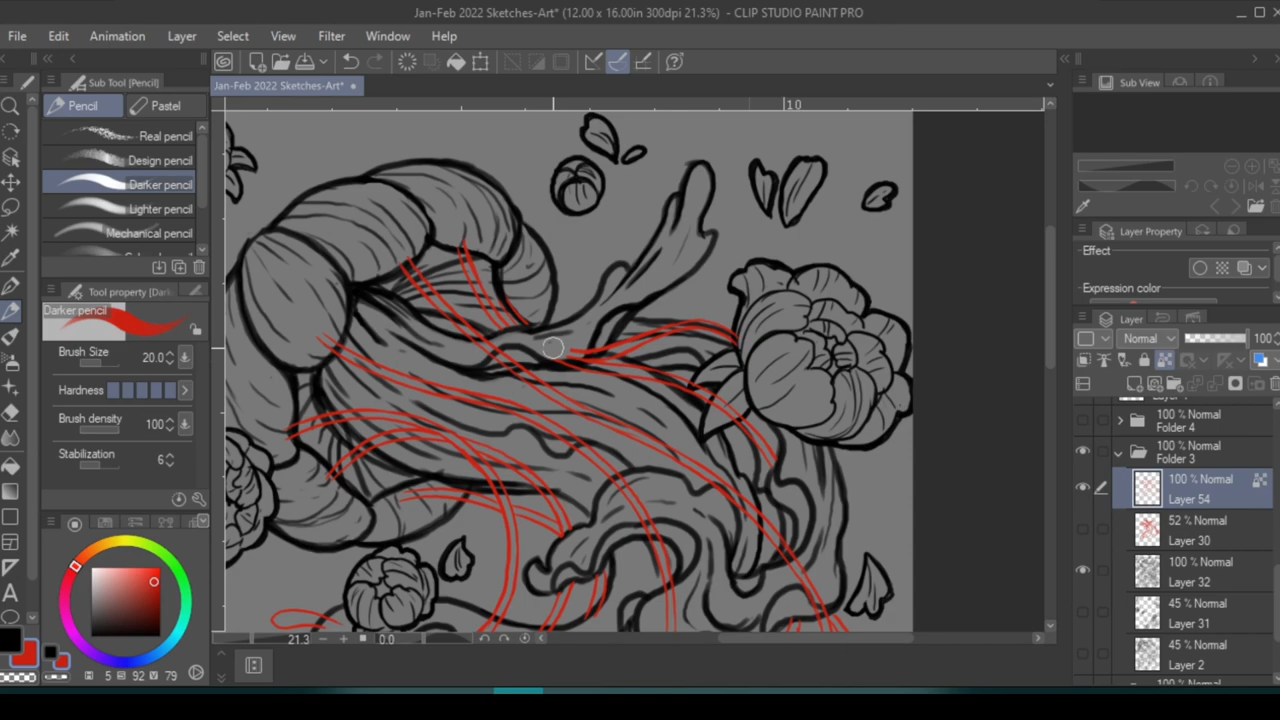 Jan-Feb 2022 Sketches-Art* (12.00 x 16.00in 300dpi 21.3%) - CLIP STUDIO PAINT PRO
File Edit Animation Layer Select View Filter Window Help
Sub Tool [Pencil]
Jan-Feb 2022 Sketches-Art*
Sub View
Pencil Pastel
10
Real pencil
Design pencil
Darker pencil
Lighter pencil
Mechanical pencil
Layer Property
Effect
Expression color
Tool property [Dark
Darker pencil
Layer
Normal 100
Brush Size 20.0
Hardness
Brush density 100
Stabilization 6
100 % Normal
Folder 4
100 % Normal
Folder 3
100 % Normal
Layer 54
52 % Normal
Layer 30
100 % Normal
Layer 32
45 % Normal
Layer 31
45 % Normal
Layer 2
100 % Normal
21.3 0.0
H 5 S 92 V 79